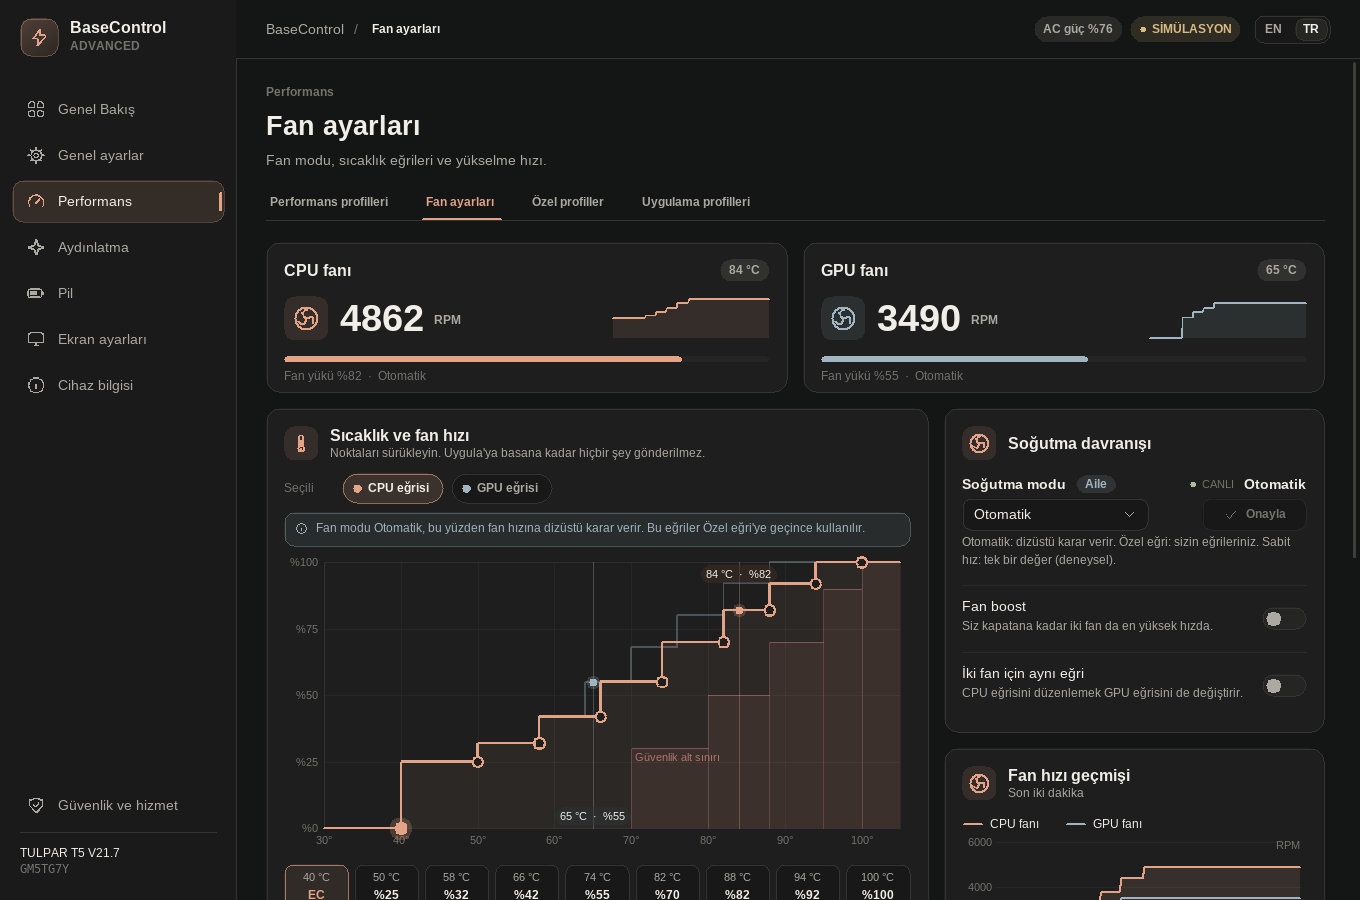 BaseControl
ADVANCED
Genel Bakış
Genel ayarlar
Performans
Aydınlatma
Pil
Ekran ayarları
Cihaz bilgisi
Güvenlik ve hizmet
TULPAR T5 V21.7
GM5TG7Y
BaseControl / Fan ayarları
AC güç %76
SİMÜLASYON
EN TR
Performans
Fan ayarları
Fan modu, sıcaklık eğrileri ve yükselme hızı.
Performans profilleri Fan ayarları Özel profiller Uygulama profilleri
CPU fanı
84 °C
4862 RPM
Fan yükü %82 · Otomatik
GPU fanı
65 °C
3490 RPM
Fan yükü %55 · Otomatik
Sıcaklık ve fan hızı
Noktaları sürükleyin. Uygula'ya basana kadar hiçbir şey gönderilmez.
Seçili
CPU eğrisi
GPU eğrisi
Fan modu Otomatik, bu yüzden fan hızına dizüstü karar verir. Bu eğriler Özel eğri'ye geçince kullanılır.
%100
84 °C · %82
%75
%50
%25
Güvenlik alt sınırı
65 °C · %55
%0
30° 40° 50° 60° 70° 80° 90° 100°
40 °C 50 °C 58 °C 66 °C 74 °C 82 °C 88 °C 94 °C 100 °C
EC %25 %32 %42 %55 %70 %82 %92 %100
Soğutma davranışı
Soğutma modu Aile
CANLI Otomatik
Otomatik
Onayla
Otomatik: dizüstü karar verir. Özel eğri: sizin eğrileriniz. Sabit
hız: tek bir değer (deneysel).
Fan boost
Siz kapatana kadar iki fan da en yüksek hızda.
İki fan için aynı eğri
CPU eğrisini düzenlemek GPU eğrisini de değiştirir.
Fan hızı geçmişi
Son iki dakika
CPU fanı GPU fanı
6000
RPM
4000